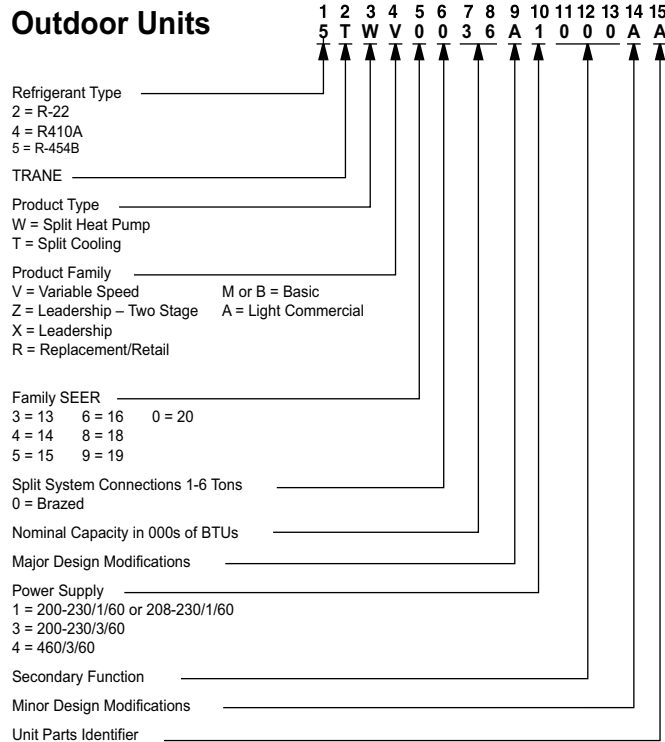 Outdoor Units
1 2 3 4 5 6 7 8 9 10 11 12 13 14 15
5 T W V 0 0 3 6 A 1 0 0 0 A A
Refrigerant Type
2 = R-22
4 = R410A
5 = R-454B
TRANE
Product Type
W = Split Heat Pump
T = Split Cooling
Product Family
V = Variable Speed M or B = Basic
Z = Leadership – Two Stage A = Light Commercial
X = Leadership
R = Replacement/Retail
Family SEER
3 = 13 6 = 16 0 = 20
4 = 14 8 = 18
5 = 15 9 = 19
Split System Connections 1-6 Tons
0 = Brazed
Nominal Capacity in 000s of BTUs
Major Design Modifications
Power Supply
1 = 200-230/1/60 or 208-230/1/60
3 = 200-230/3/60
4 = 460/3/60
Secondary Function
Minor Design Modifications
Unit Parts Identifier